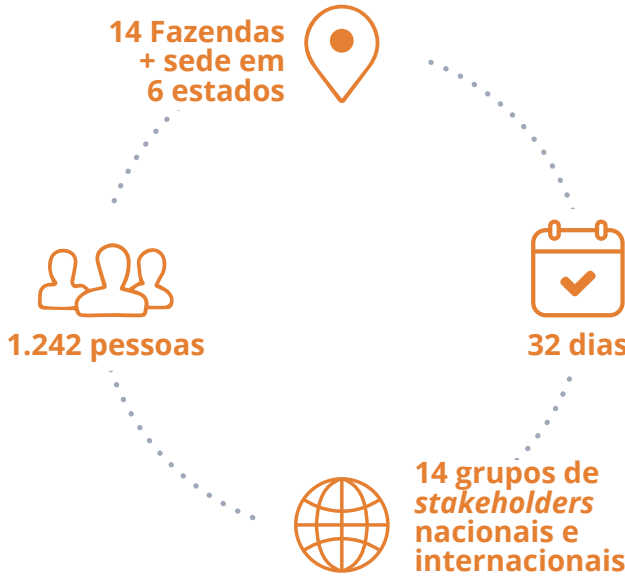 14 Fazendas
+ sede em
6 estados
1.242 pessoas
32 dias
14 grupos de
stakeholders
nacionais e
internacionais